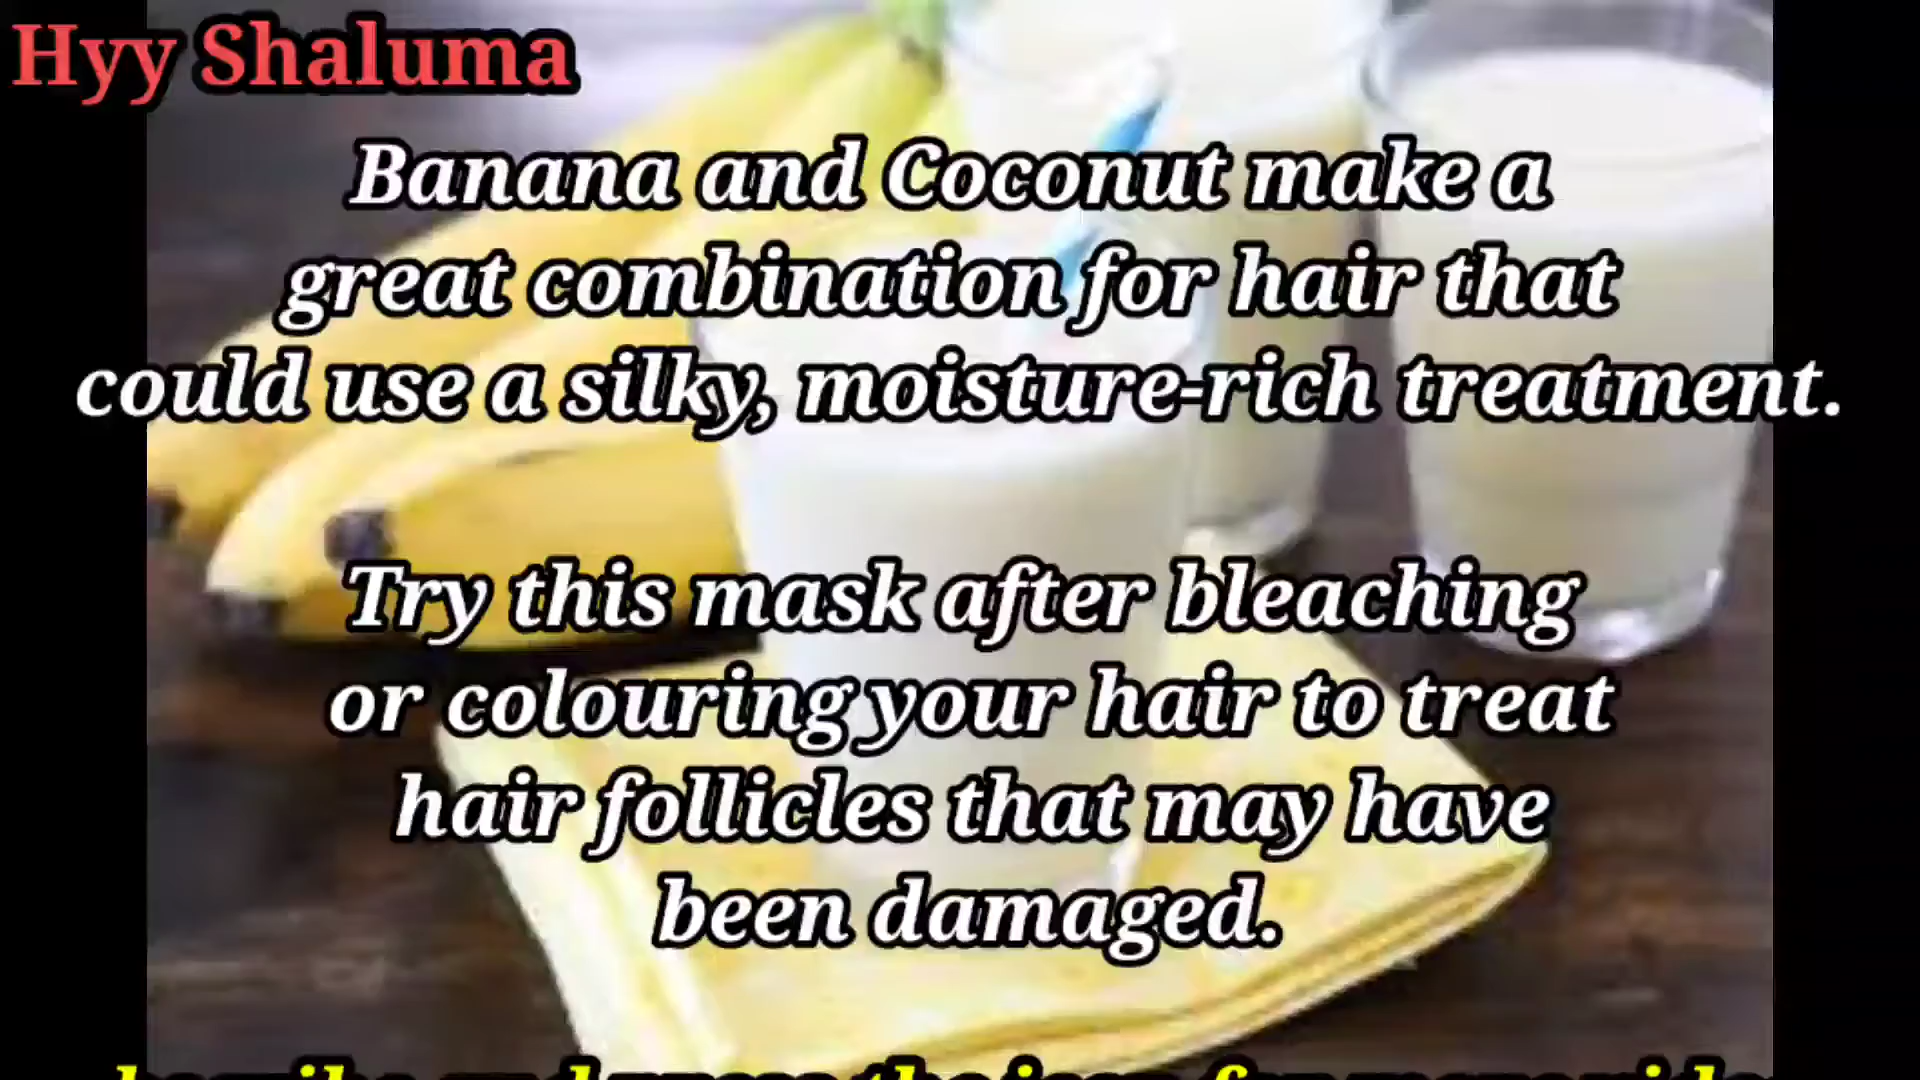 Hyy Shaluma
Banana and Coconut make a
great combination for hair that
could use a silky, moisture-rich treatment.
Try this mask after bleaching
or colouring your hair to treat
hair follicles that may have
been damaged.